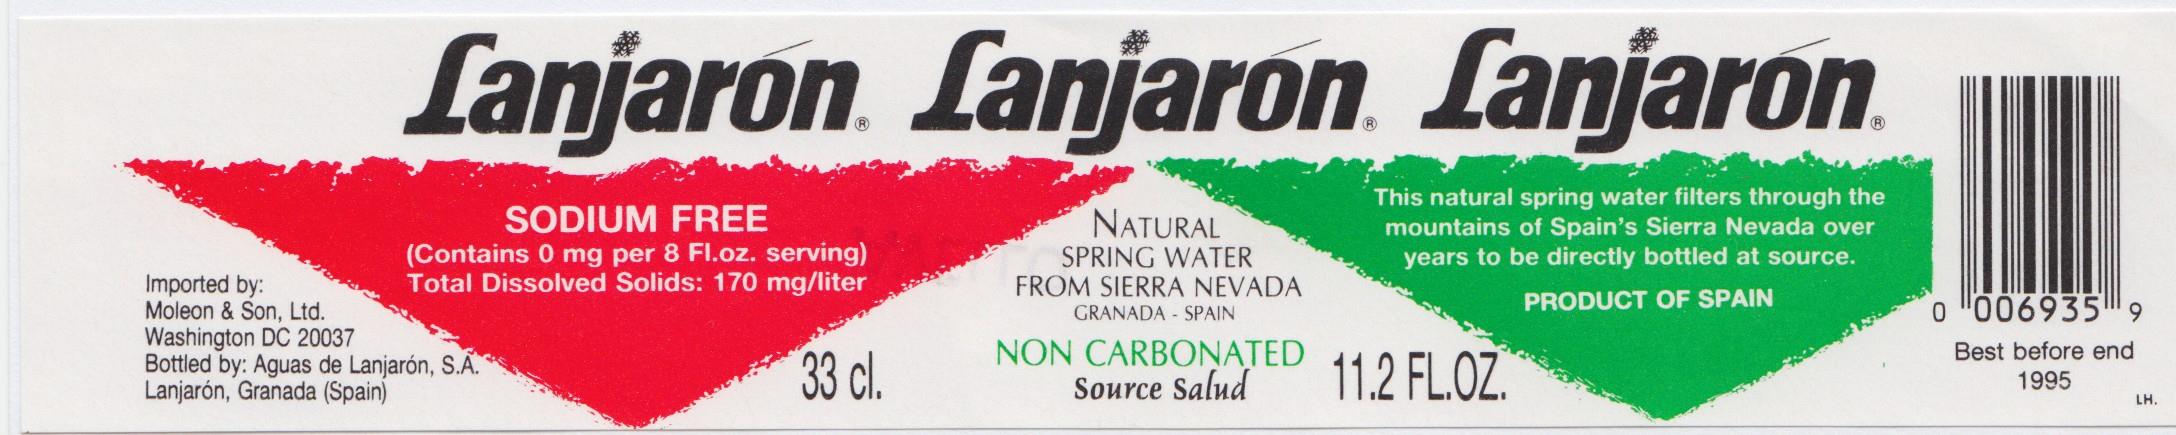 Lanjarón® Lanjarón® Lanjarón®
SODIUM FREE
(Contains 0 mg per 8 Fl.oz. serving)
Total Dissolved Solids: 170 mg/liter
Imported by:
Moleon & Son, Ltd.
Washington DC 20037
Bottled by: Aguas de Lanjarón, S.A.
Lanjarón, Granada (Spain)
33 cl.
NATURAL
SPRING WATER
FROM SIERRA NEVADA
GRANADA - SPAIN
NON CARBONATED
Source Salud
11.2 FL.OZ.
This natural spring water filters through the
mountains of Spain's Sierra Nevada over
years to be directly bottled at source.
PRODUCT OF SPAIN
0 006935 9
Best before end
1995
LH.